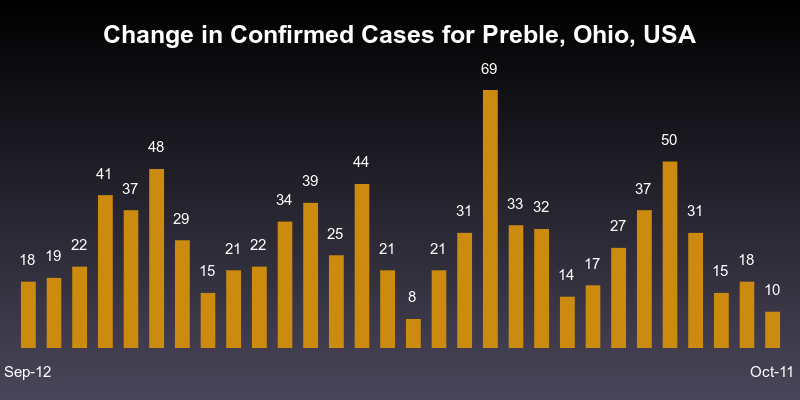 Change in Confirmed Cases for Preble, Ohio, USA
18 19 22 41 37 48 29 15 21 22 34 39 25 44 21 8 21 31 69 33 32 14 17 27 37 50 31 15 18 10
Sep-12 Oct-11